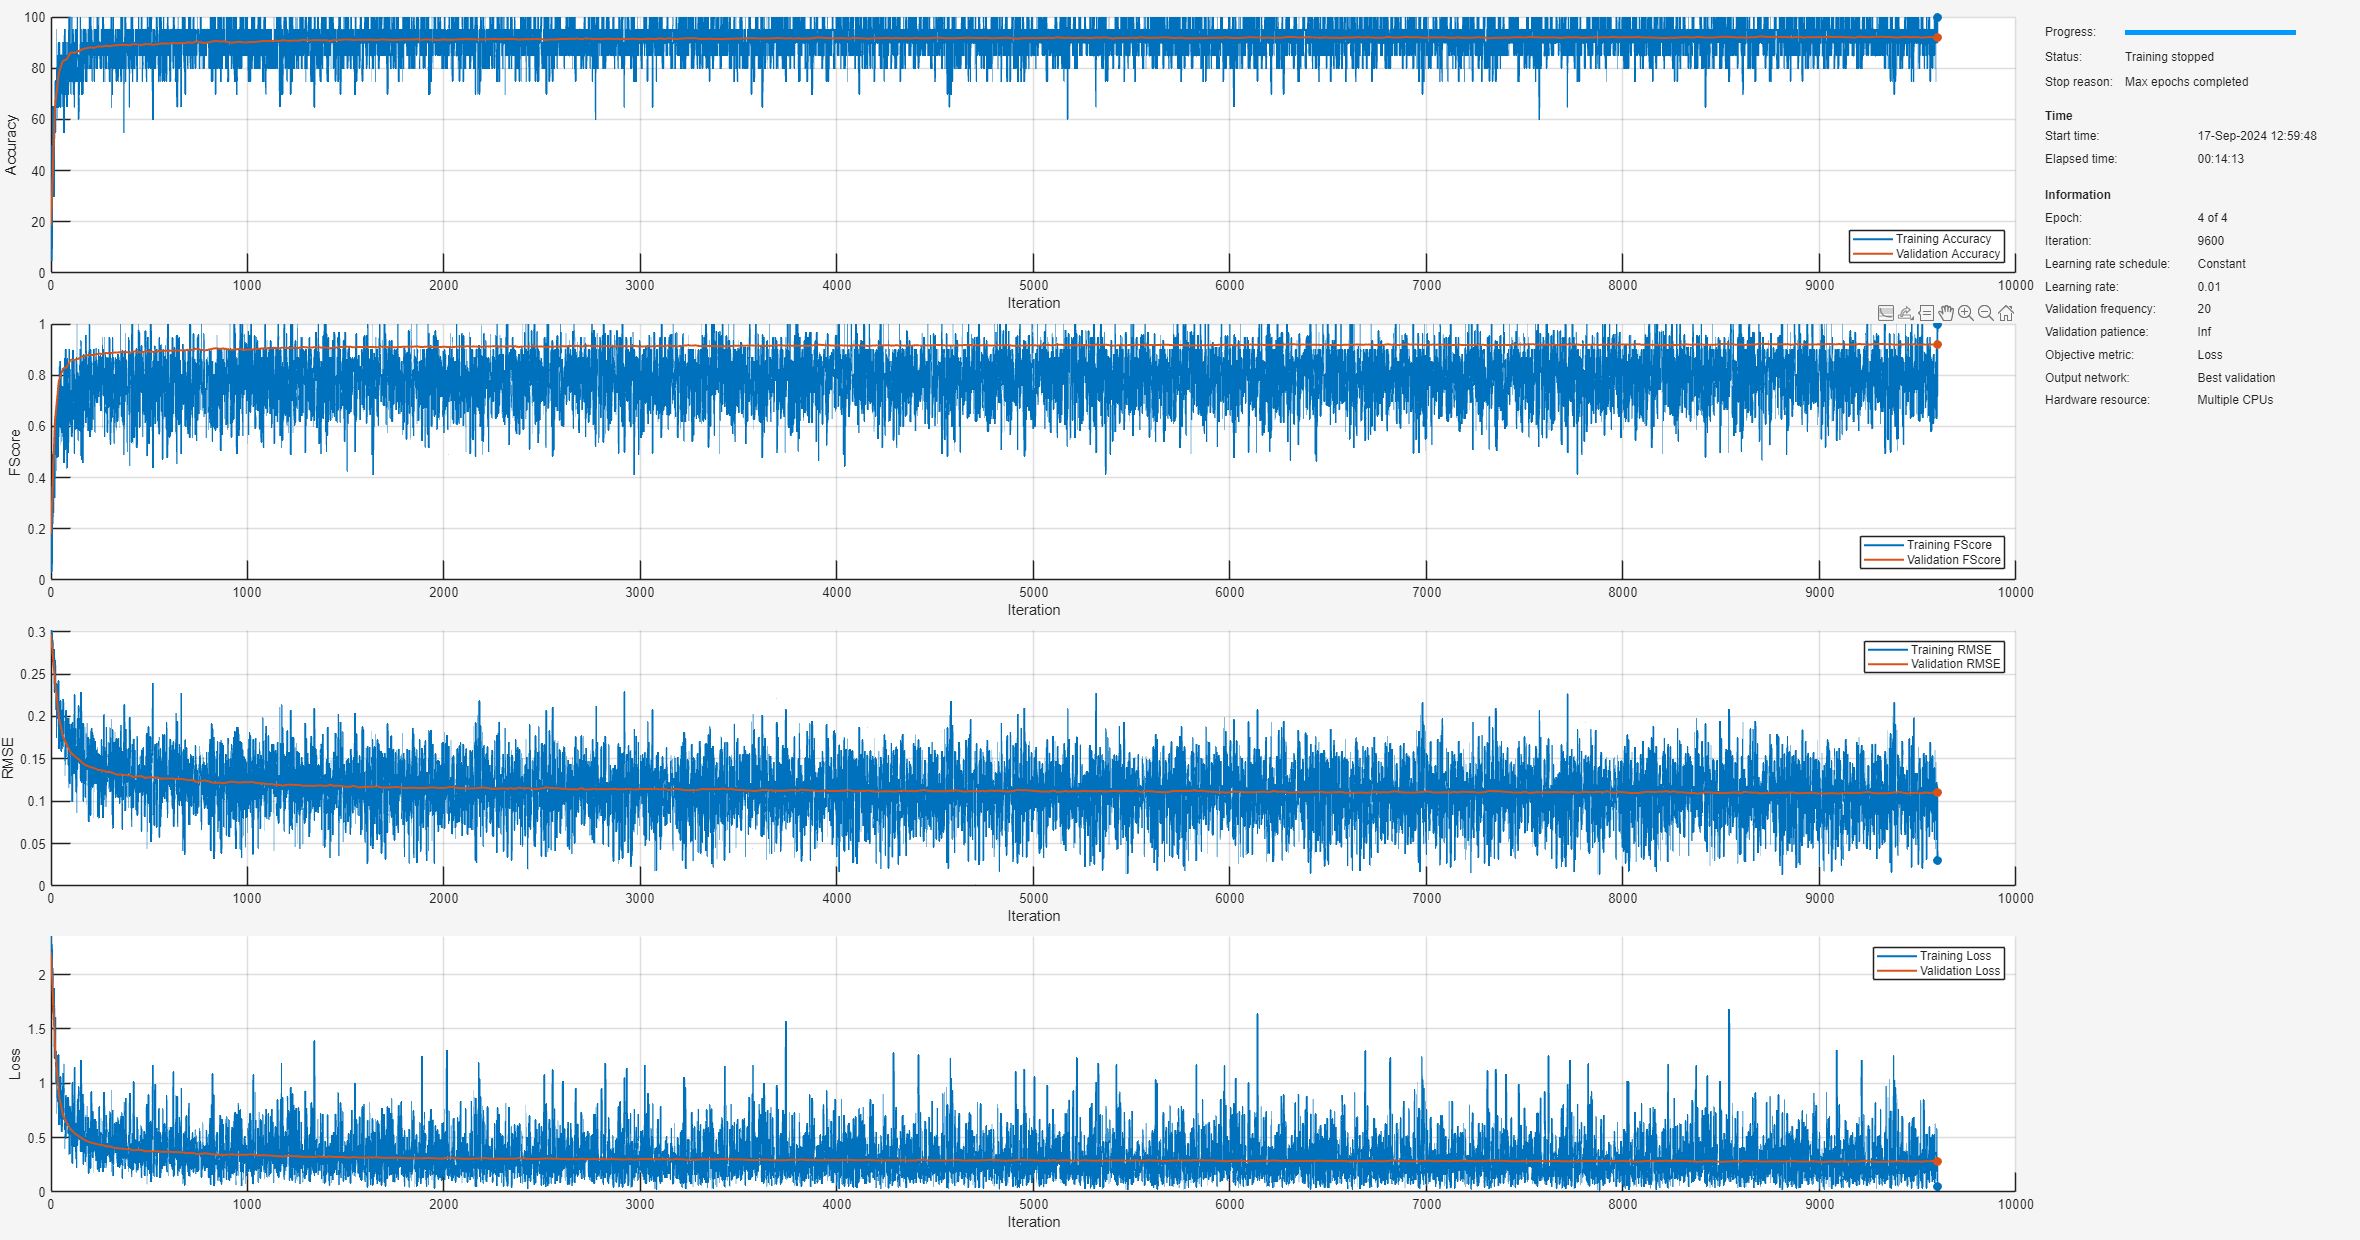 100
80
60
40
20
0
Accuracy
0 1000 2000 3000 4000 5000 6000 7000 8000 9000 10000
Iteration
Training Accuracy
Validation Accuracy
1
0.8
0.6
0.4
0.2
0
FScore
0 1000 2000 3000 4000 5000 6000 7000 8000 9000 10000
Iteration
Training FScore
Validation FScore
0.3
0.25
0.2
0.15
0.1
0.05
0
RMSE
0 1000 2000 3000 4000 5000 6000 7000 8000 9000 10000
Iteration
Training RMSE
Validation RMSE
2
1.5
1
0.5
0
Loss
0 1000 2000 3000 4000 5000 6000 7000 8000 9000 10000
Iteration
Training Loss
Validation Loss
Progress:
Status: Training stopped
Stop reason: Max epochs completed
Time
Start time: 17-Sep-2024 12:59:48
Elapsed time: 00:14:13
Information
Epoch: 4 of 4
Iteration: 9600
Learning rate schedule: Constant
Learning rate: 0.01
Validation frequency: 20
Validation patience: Inf
Objective metric: Loss
Output network: Best validation
Hardware resource: Multiple CPUs